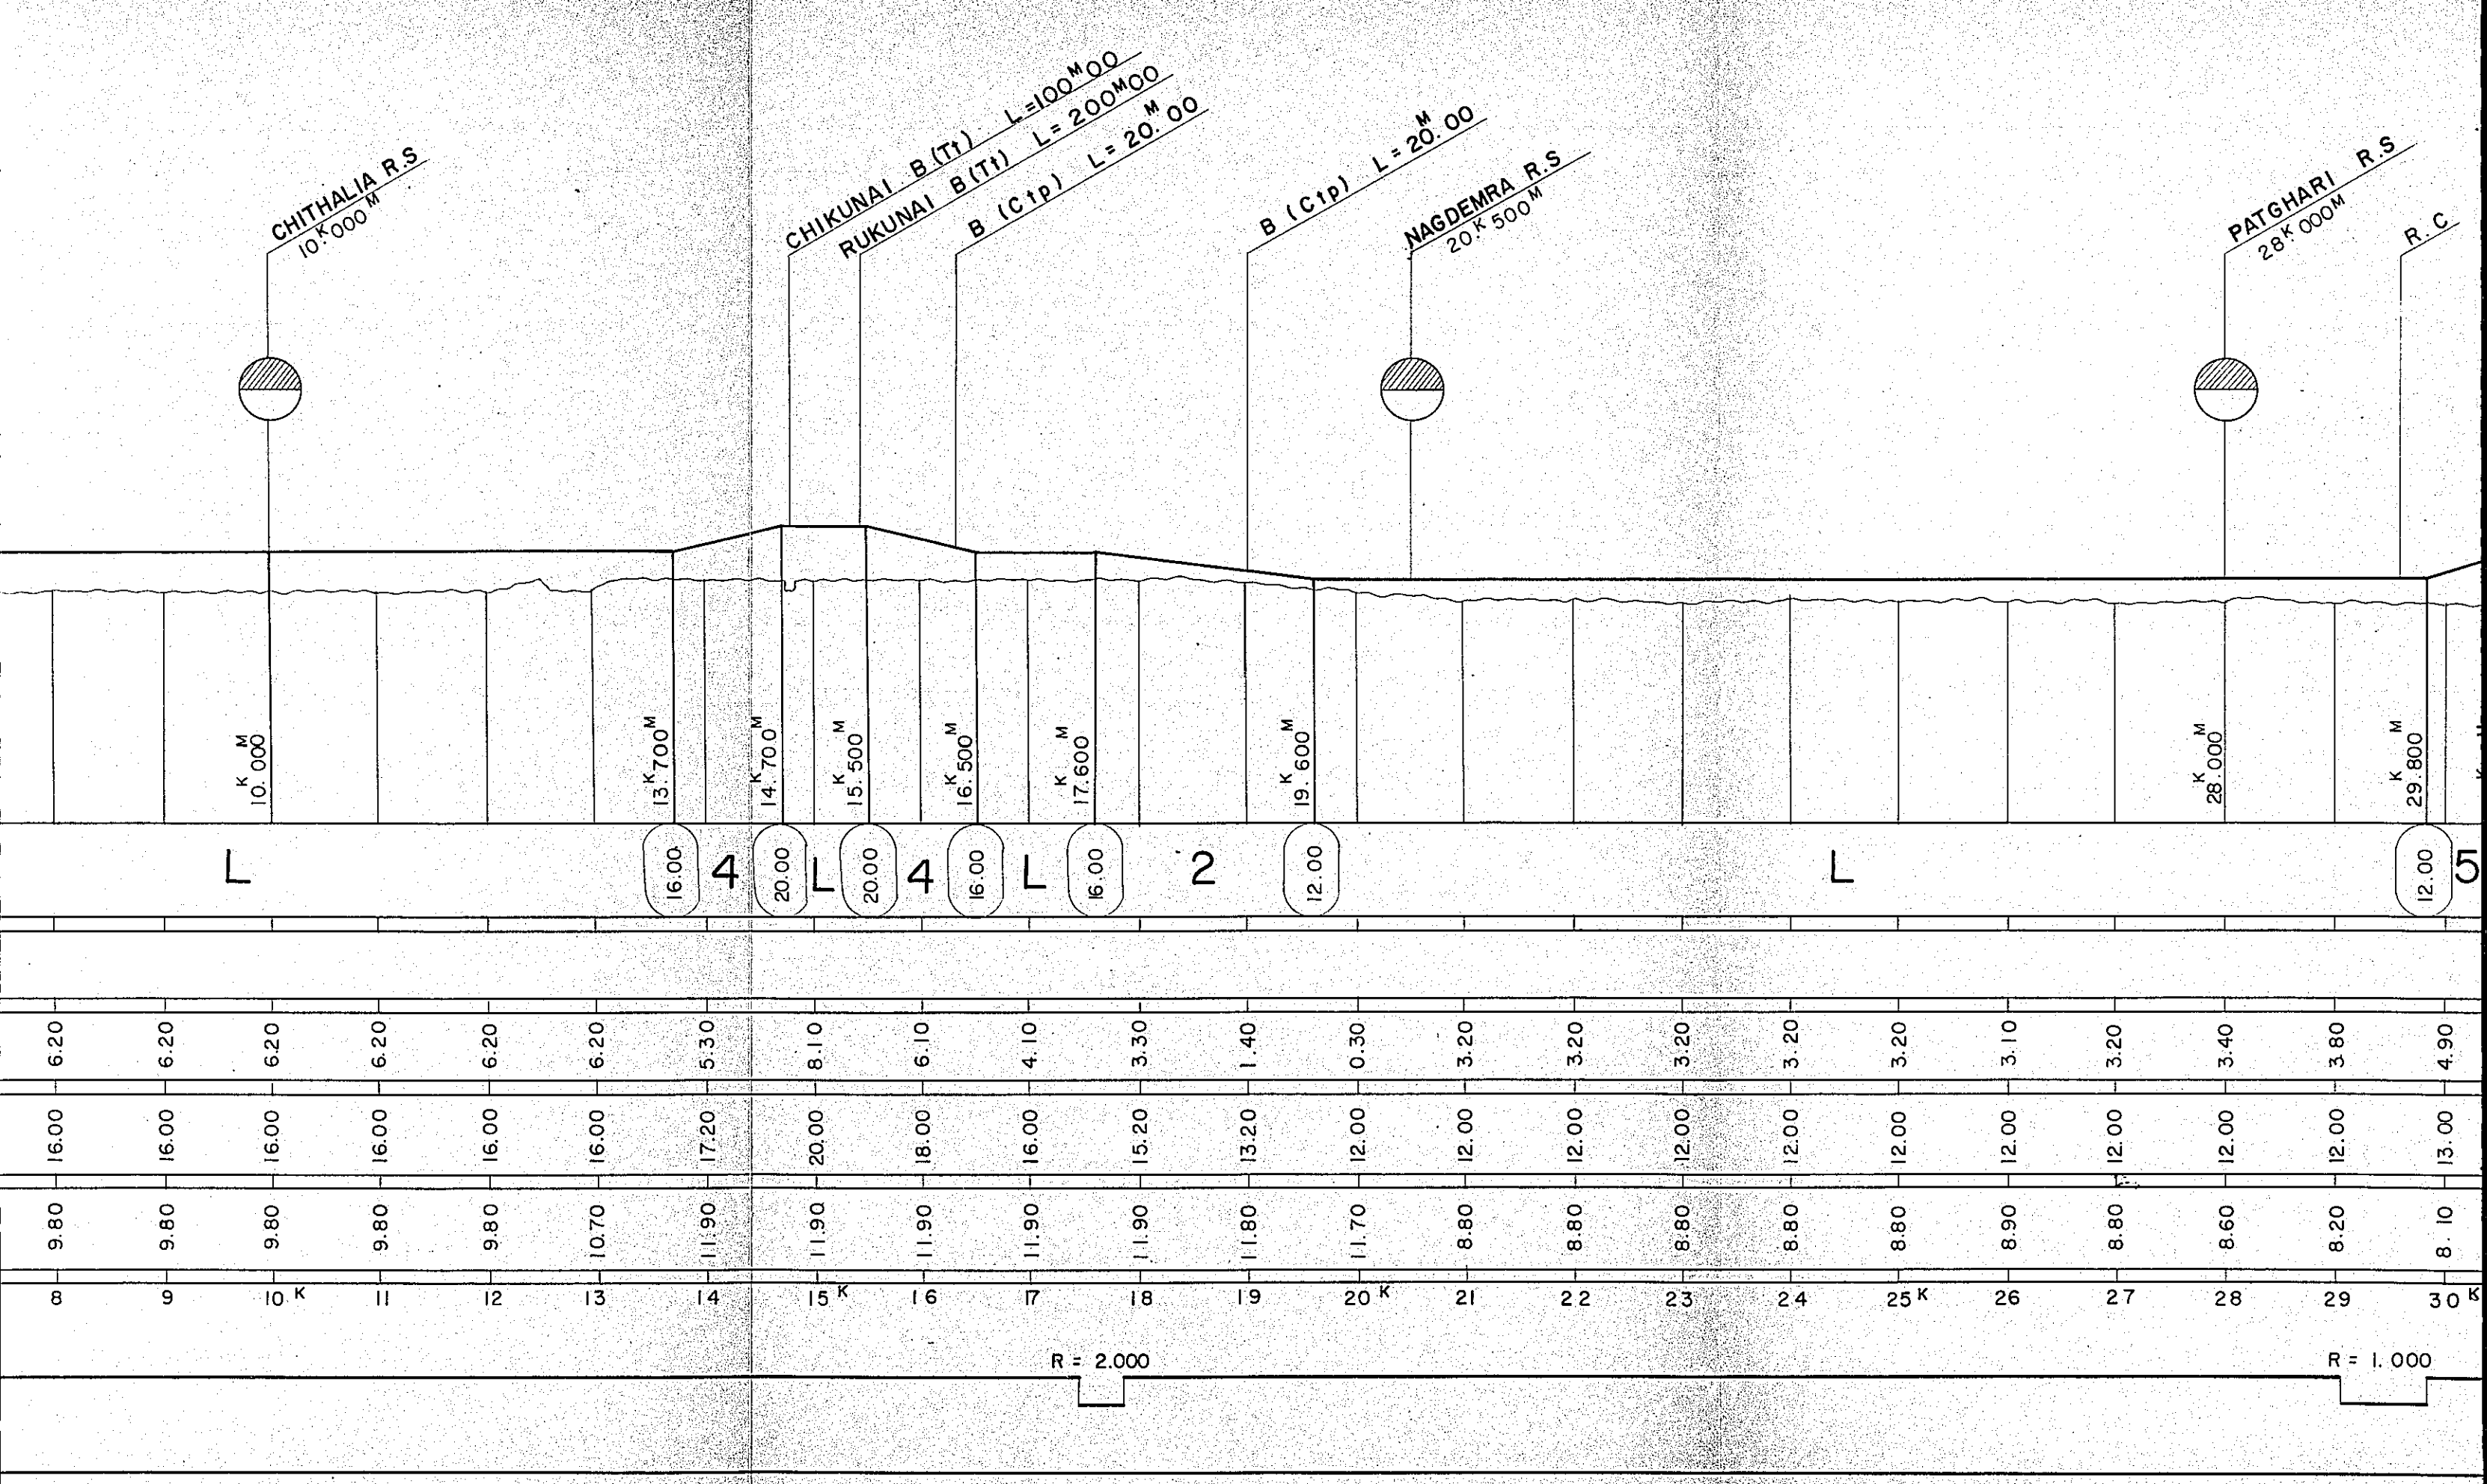 CHITHALIA R.S
10.K000M
CHIKUNAI B (Tt) L=100M00
RUKUNAI B(Tt) L= 200M00
B (Ctp) L= 20.M00
B (Ctp) L= 20.M00
NAGDEMRA R.S
20.K500M
PATGHARI R.S
28K.000M
R.C
10.K000M
13.K700M
14.K700M
15.K500M
16.K500M
17.K600M
19.K600M
28.K000M
29.K800M
L 16.00 4 20.00 L 20.00 4 16.00 L 16.00 2 12.00 L 12.00 5
6.20 6.20 6.20 6.20 6.20 6.20 5.30 8.10 6.10 4.10 3.30 1.40 0.30 3.20 3.20 3.20 3.20 3.20 3.10 3.20 3.40 3.80 4.90
16.00 16.00 16.00 16.00 16.00 16.00 17.20 20.00 18.00 16.00 15.20 13.20 12.00 12.00 12.00 12.00 12.00 12.00 12.00 12.00 12.00 12.00 13.00
9.80 9.80 9.80 9.80 9.80 10.70 11.90 11.90 11.90 11.90 11.90 11.80 11.70 8.80 8.80 8.80 8.80 8.80 8.90 8.80 8.60 8.20 8.10
8 9 10.K 11 12 13 14 15K 16 17 18 19 20K 21 22 23 24 25K 26 27 28 29 30K
R = 2.000
R = 1.000